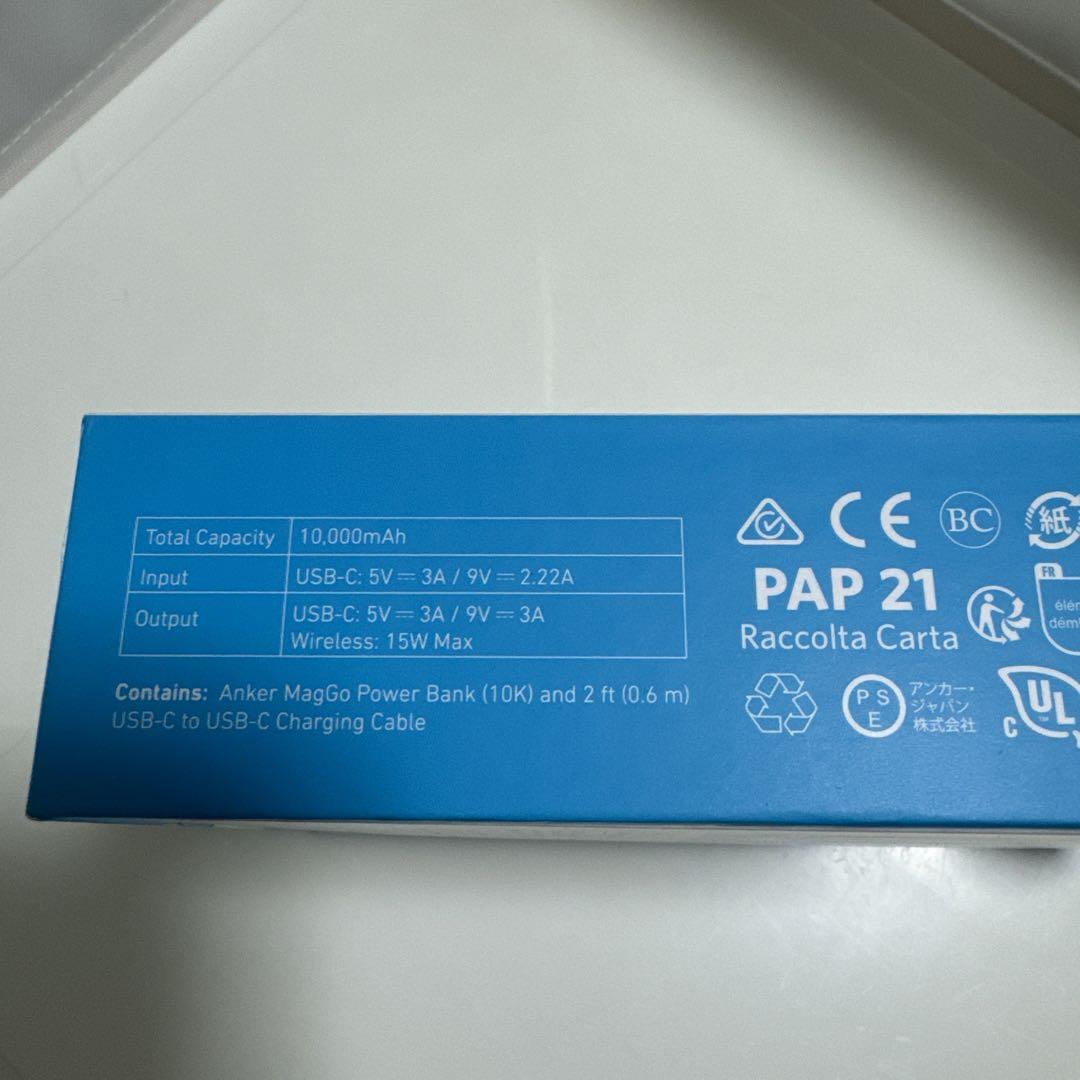 Total Capacity 10,000mAh
Input USB-C: 5V⎓3A / 9V⎓2.22A
Output USB-C: 5V⎓3A / 9V⎓3A
Wireless: 15W Max
Contains: Anker MagGo Power Bank (10K) and 2 ft (0.6 m)
USB-C to USB-C Charging Cable
CE BC 紙
PAP 21
Raccolta Carta
FR
P S
E
アンカー・
ジャパン
株式会社
C UL